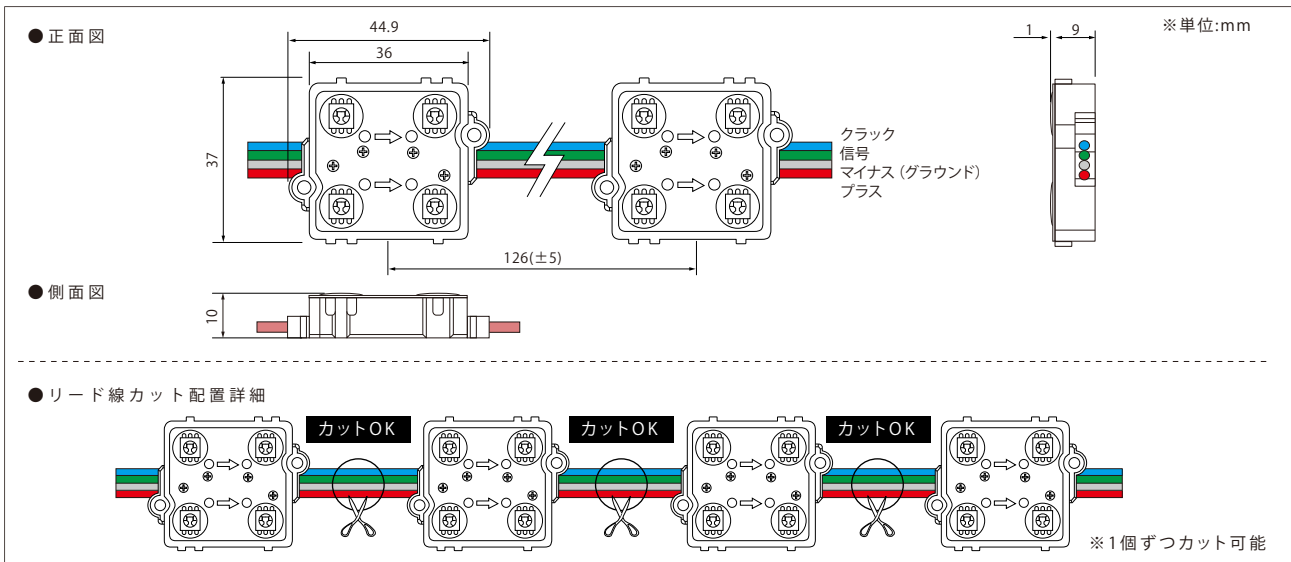 ●正面図
※単位:mm
44.9
36
37
1
9
クラック
信号
マイナス（グラウンド）
プラス
126(±5)
●側面図
10
●リード線カット配置詳細
カットOK
カットOK
カットOK
※1個ずつカット可能